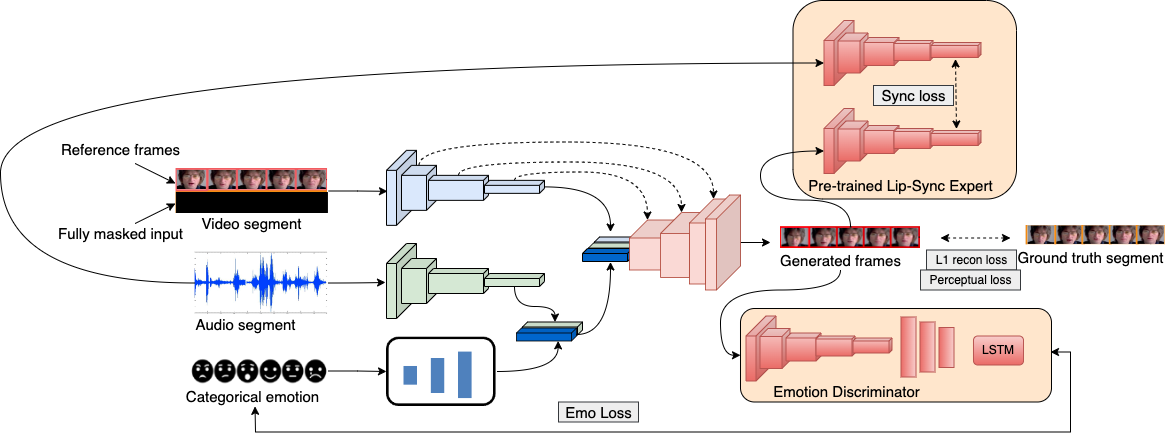 Sync loss
Pre-trained Lip-Sync Expert
Reference frames
Video segment
Fully masked input
Generated frames
L1 recon loss
Perceptual loss
Ground truth segment
Audio segment
LSTM
Emotion Discriminator
Categorical emotion
Emo Loss